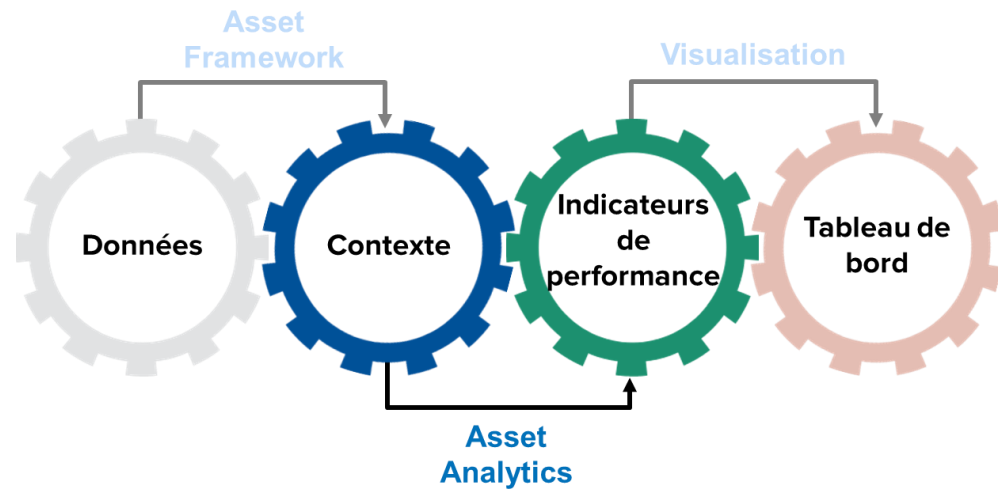 Asset
Framework
Visualisation
Données
Contexte
Indicateurs
de
performance
Tableau de
bord
Asset
Analytics